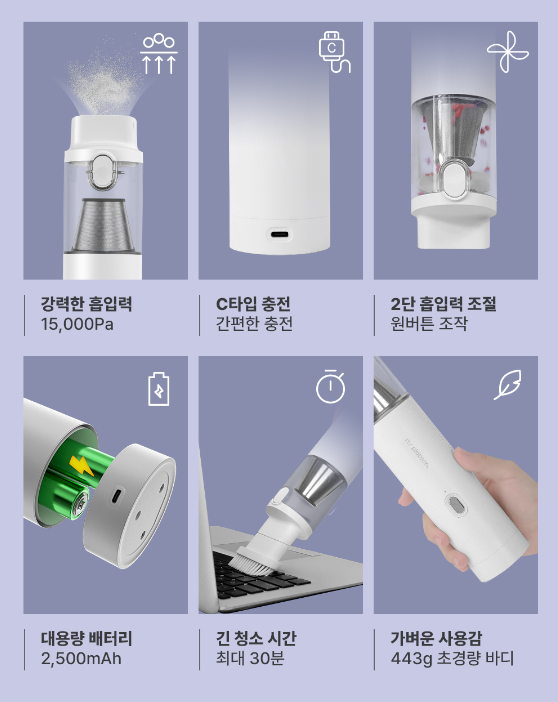 C
강력한 흡입력
15,000Pa
C타입 충전
간편한 충전
2단 흡입력 조절
원버튼 조작
대용량 배터리
2,500mAh
긴 청소 시간
최대 30분
가벼운 사용감
443g 초경량 바디